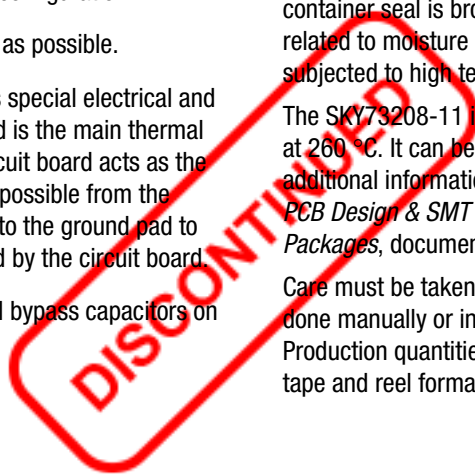 as possible.
special electrical and
d is the main thermal
cuit board acts as the
possible from the
to the ground pad to
d by the circuit board.
bypass capacitors on
container seal is bro
related to moisture
subjected to high te
The SKY73208-11 i
at 260 °C. It can be
additional information
PCB Design & SMT
Packages, documen
Care must be taken
done manually or in
Production quantitie
tape and reel forma
DISCONTINUED